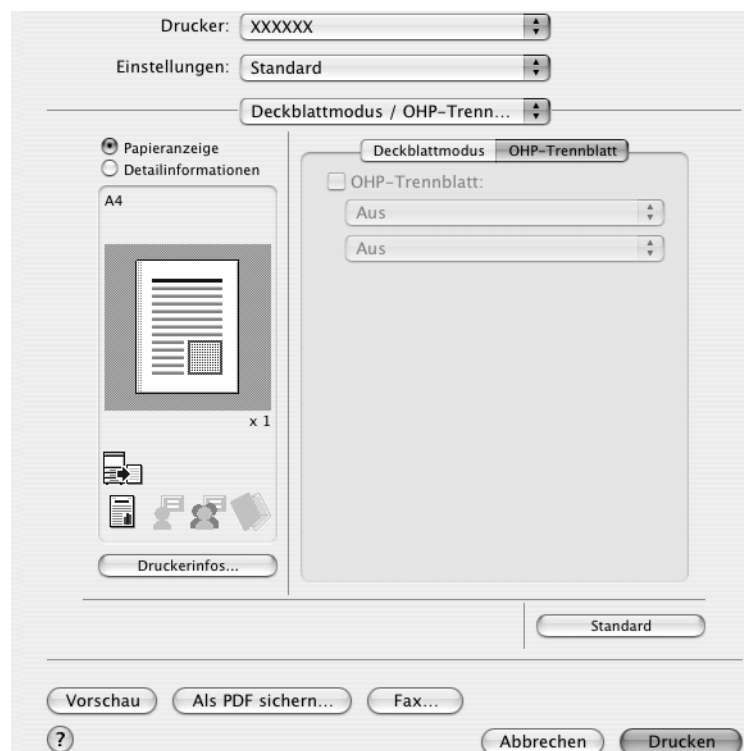 Drucker: XXXXXX
Einstellungen: Standard
Deckblattmodus / OHP-Trenn...
Papieranzeige
Detailinformationen
A4
x 1
Druckerinfos...
Deckblattmodus OHP-Trennblatt
OHP-Trennblatt:
Aus
Aus
Standard
Vorschau Als PDF sichern... Fax...
? Abbrechen Drucken